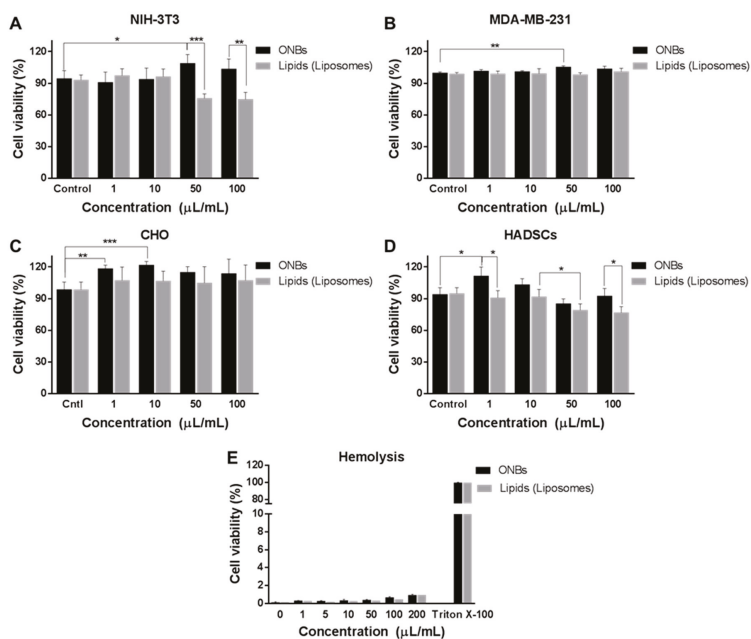 A
NIH-3T3
Cell viability (%)
120
90
60
30
0
*
***
**
ONBs
Lipids (Liposomes)
Control 1 10 50 100
Concentration (µL/mL)
B
MDA-MB-231
Cell viability (%)
120
90
60
30
0
**
ONBs
Lipids (Liposomes)
Control 1 10 50 100
Concentration (µL/mL)
C
CHO
Cell viability (%)
120
90
60
30
0
***
**
ONBs
Lipids (Liposomes)
Cntl 1 10 50 100
Concentration (µL/mL)
D
HADSCs
Cell viability (%)
120
90
60
30
0
* *
*
*
ONBs
Lipids (Liposomes)
Control 1 10 50 100
Concentration (µL/mL)
E
Hemolysis
Cell viability (%)
120
100
80
10
8
6
4
2
0
ONBs
Lipids (Liposomes)
0 1 5 10 50 100 200 Triton X-100
Concentration (µL/mL)